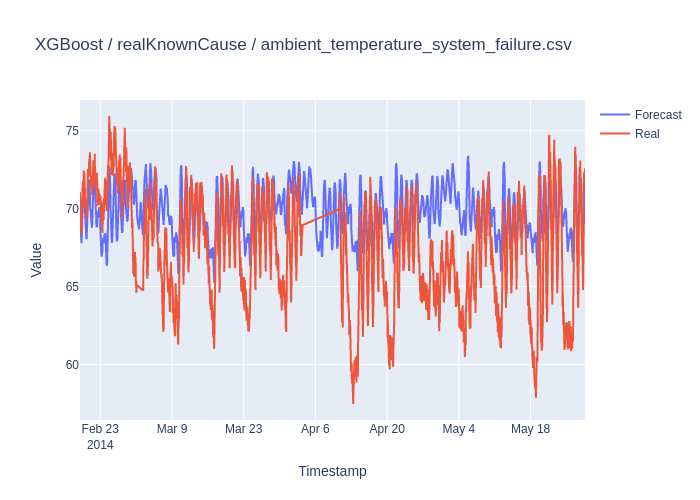 XGBoost / realKnownCause / ambient_temperature_system_failure.csv
Forecast
Real
75
70
65
60
Value
Feb 23
2014
Mar 9
Mar 23
Apr 6
Apr 20
May 4
May 18
Timestamp